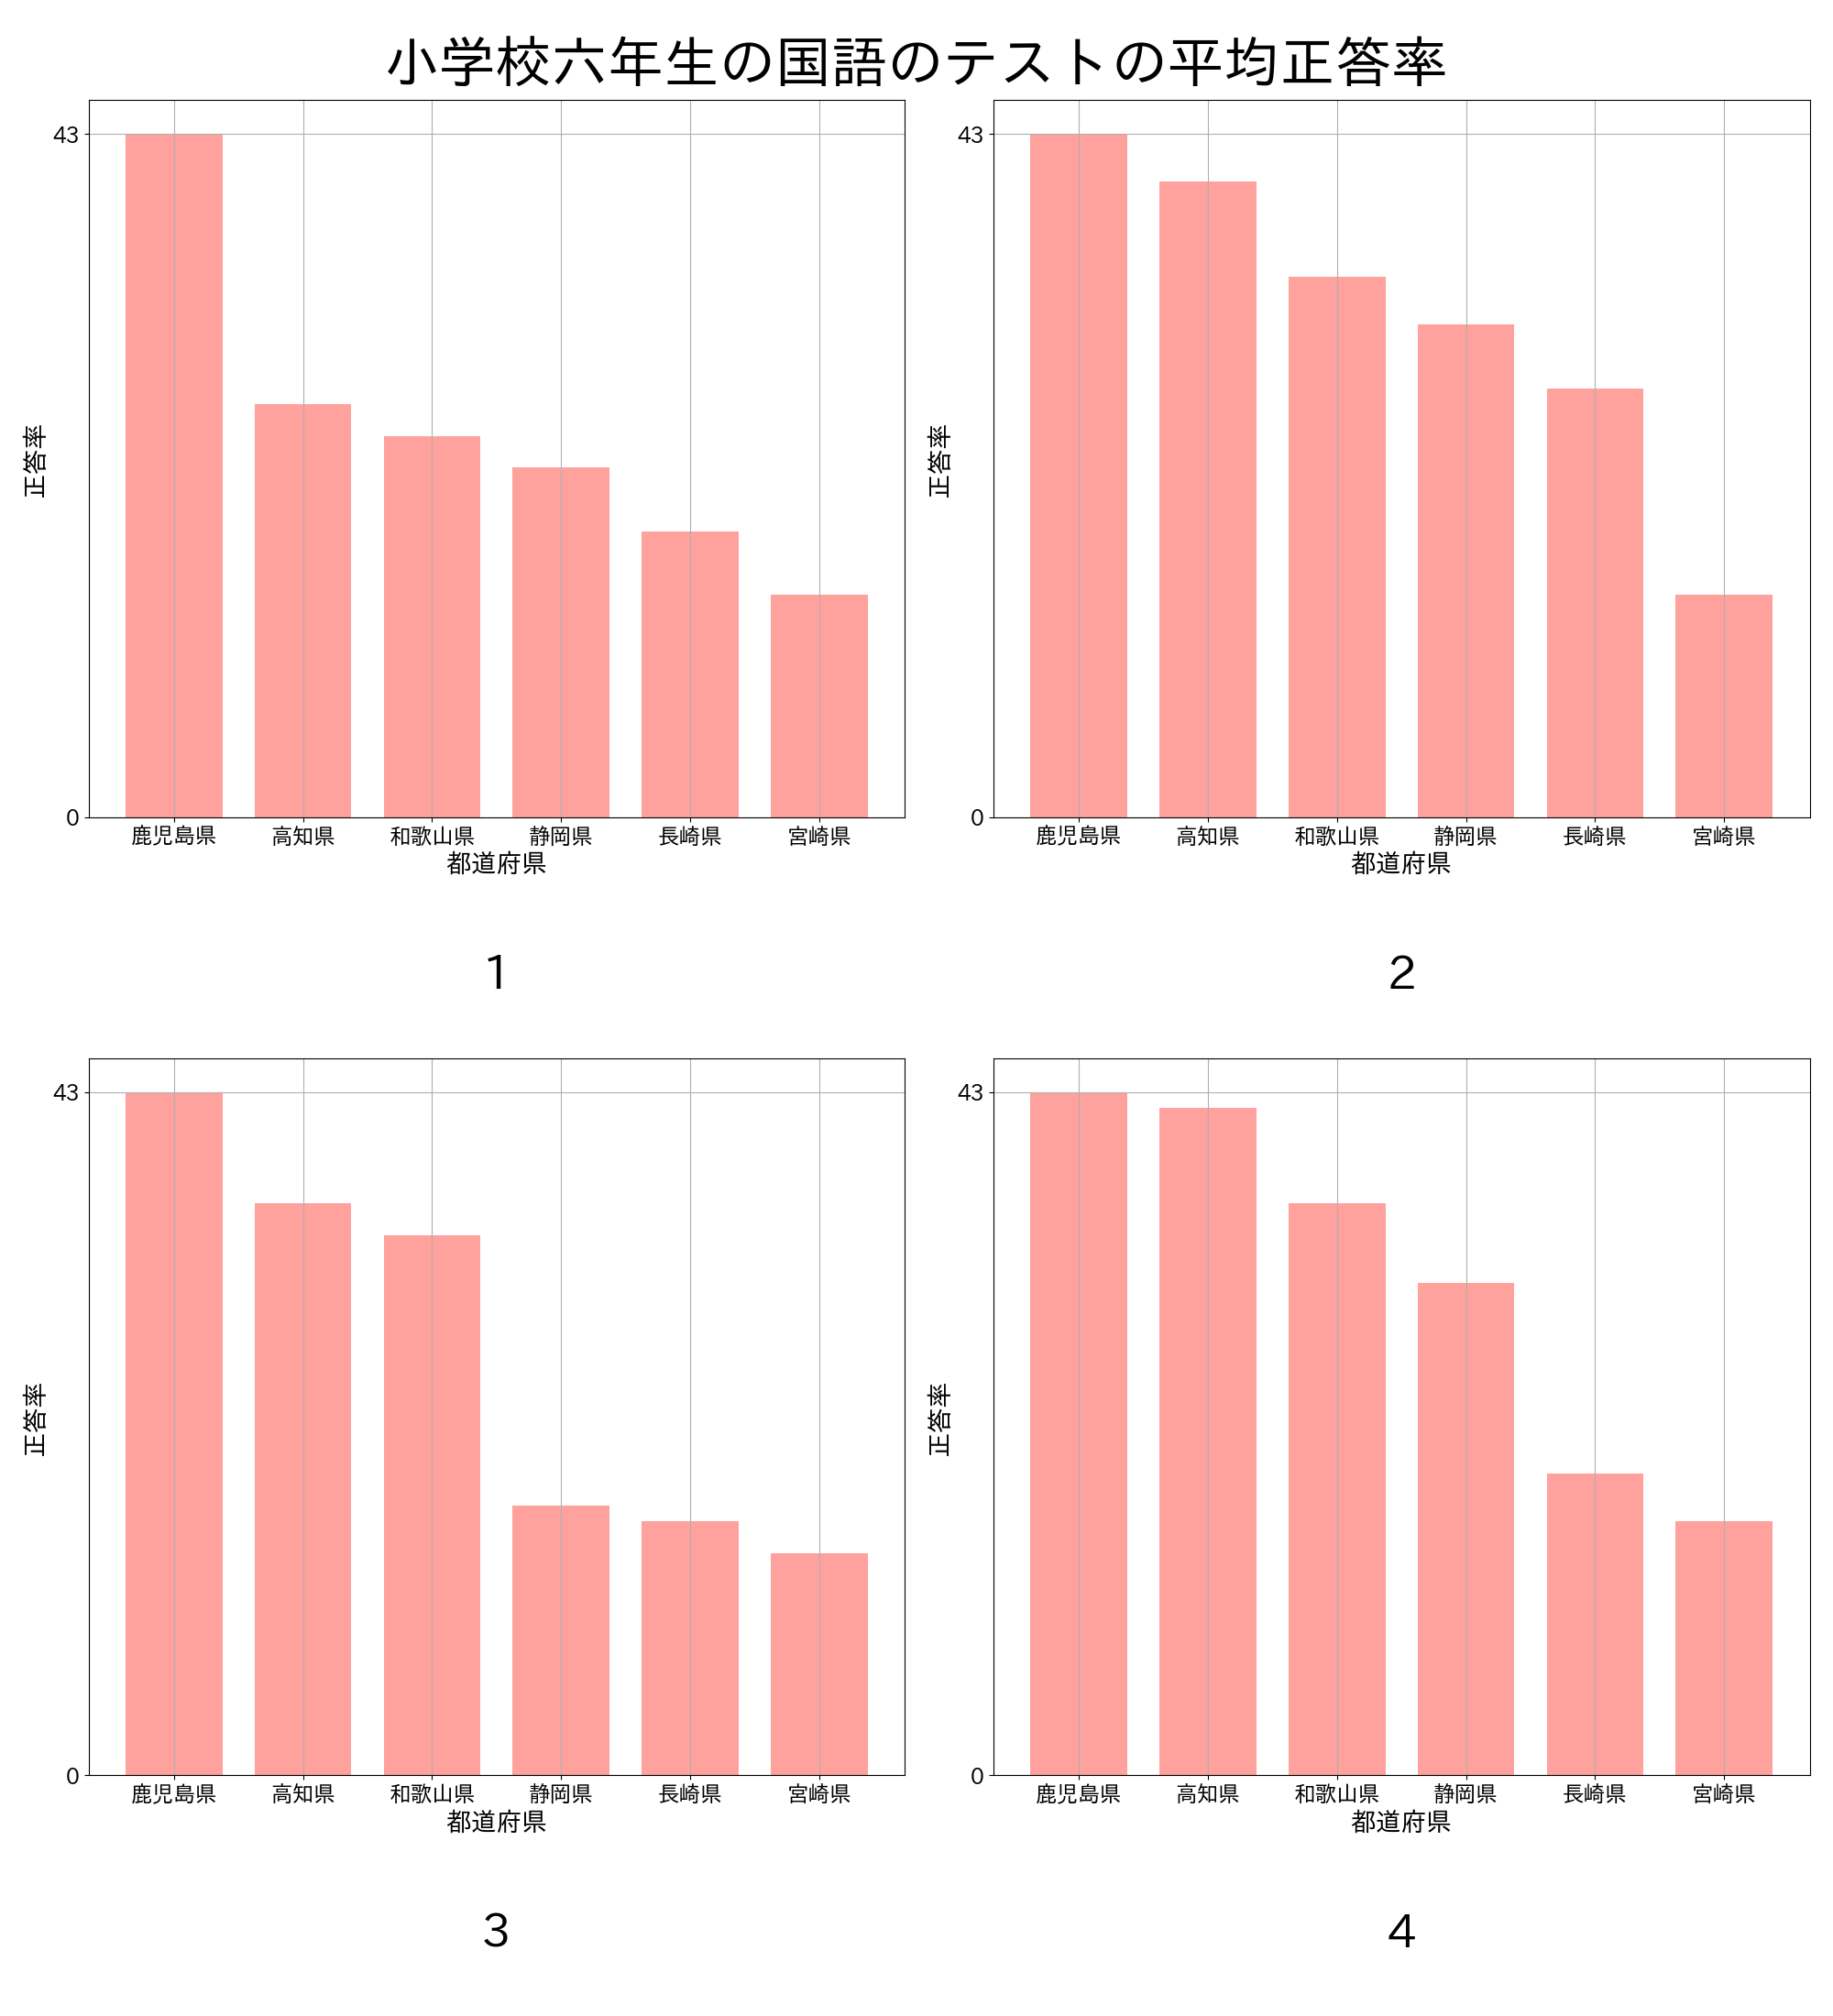 小学校六年生の国語のテストの平均正答率
43
0
正答率
鹿児島県 高知県 和歌山県 静岡県 長崎県 宮崎県
都道府県
1
43
0
正答率
鹿児島県 高知県 和歌山県 静岡県 長崎県 宮崎県
都道府県
2
43
0
正答率
鹿児島県 高知県 和歌山県 静岡県 長崎県 宮崎県
都道府県
3
43
0
正答率
鹿児島県 高知県 和歌山県 静岡県 長崎県 宮崎県
都道府県
4